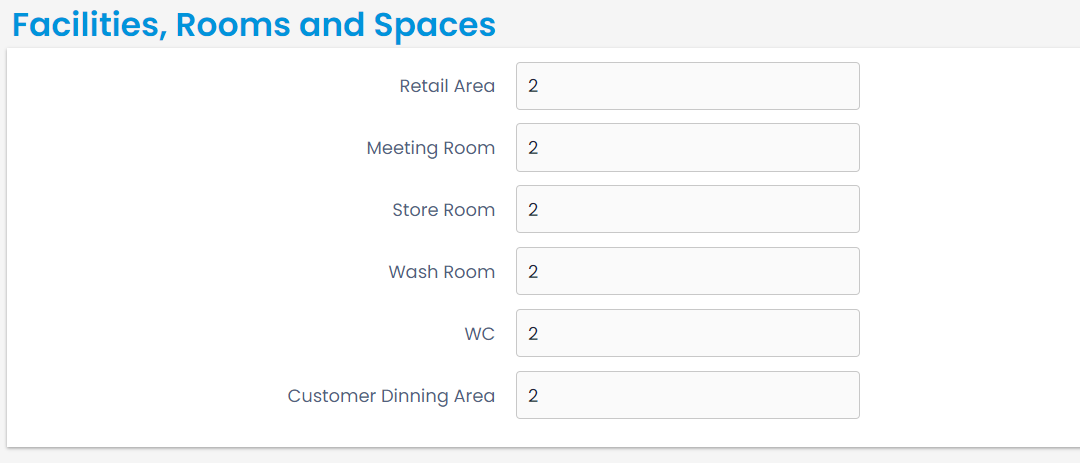 Facilities, Rooms and Spaces
Retail Area 2
Meeting Room 2
Store Room 2
Wash Room 2
WC 2
Customer Dinning Area 2